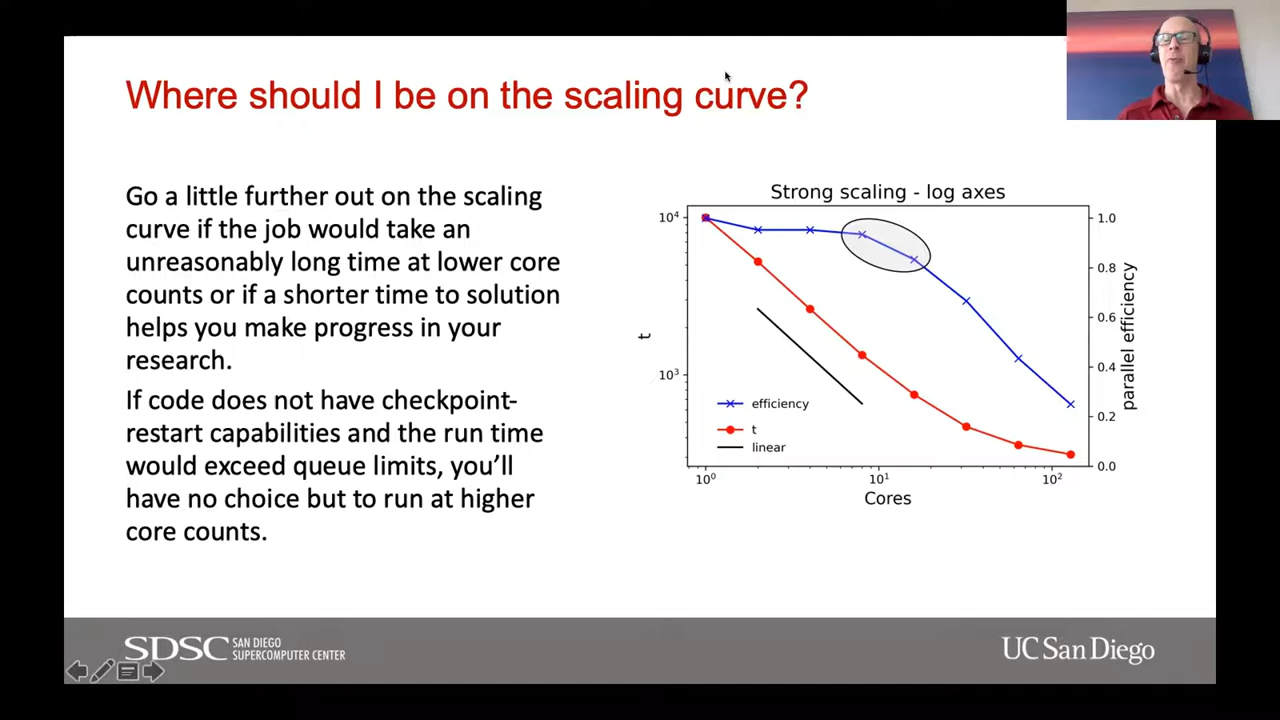 Where should I be on the scaling curve?
Go a little further out on the scaling
curve if the job would take an
unreasonably long time at lower core
counts or if a shorter time to solution
helps you make progress in your
research.
If code does not have checkpoint-
restart capabilities and the run time
would exceed queue limits, you’ll
have no choice but to run at higher
core counts.
Strong scaling - log axes
10⁴
10³
t
1.0
0.8
0.6
0.4
0.2
0.0
parallel efficiency
efficiency
t
linear
10⁰
10¹
10²
Cores
SDSC SAN DIEGO
SUPERCOMPUTER CENTER
UC San Diego